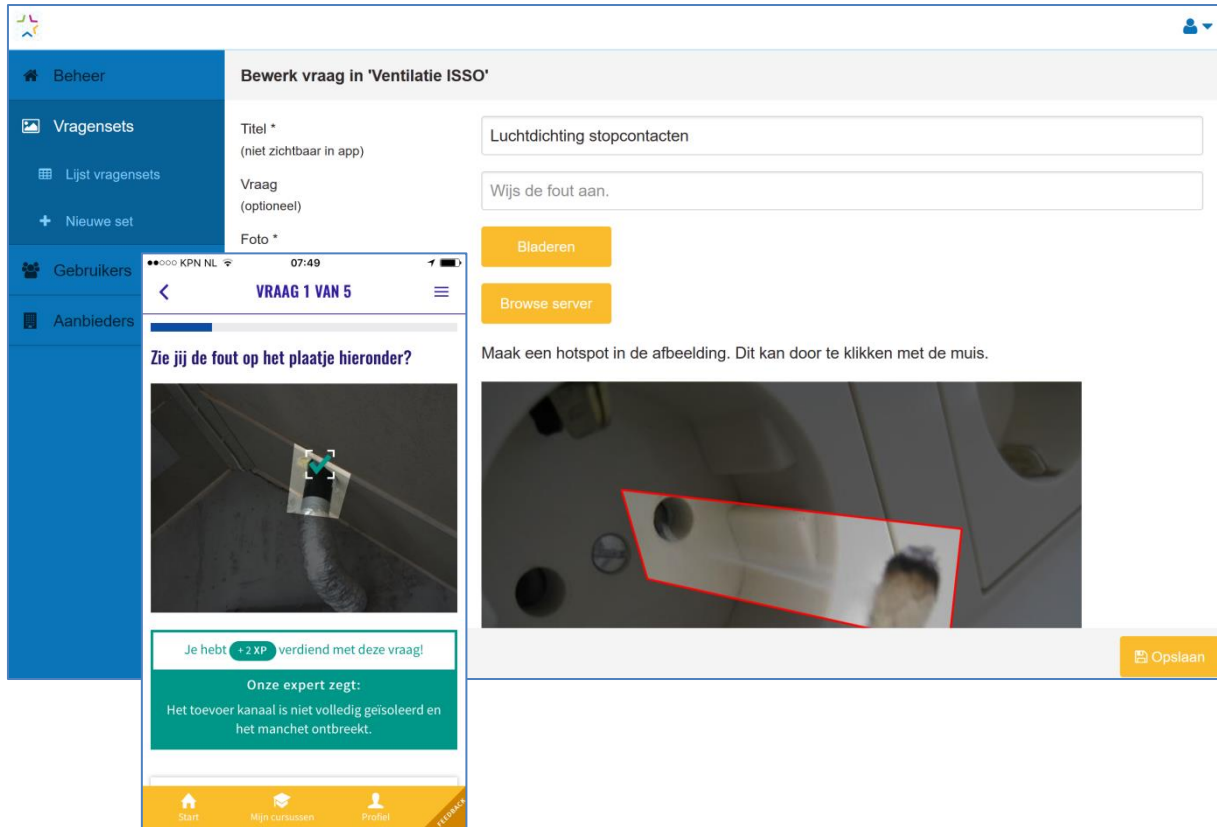 Beheer
Bewerk vraag in 'Ventilatie ISSO'
Vragensets
Lijst vragensets
Nieuwe set
Gebruikers
Aanbieders
Titel *
(niet zichtbaar in app)
Luchtdichting stopcontacten
Vraag
(optioneel)
Wijs de fout aan.
Foto *
Bladeren
Browse server
Maak een hotspot in de afbeelding. Dit kan door te klikken met de muis.
Opslaan
KPN NL 07:49
VRAAG 1 VAN 5
Zie jij de fout op het plaatje hieronder?
Je hebt +2 XP verdiend met deze vraag!
Onze expert zegt:
Het toevoer kanaal is niet volledig geïsoleerd en
het manchet ontbreekt.
Start Mijn cursussen Profiel
FEEDBACK